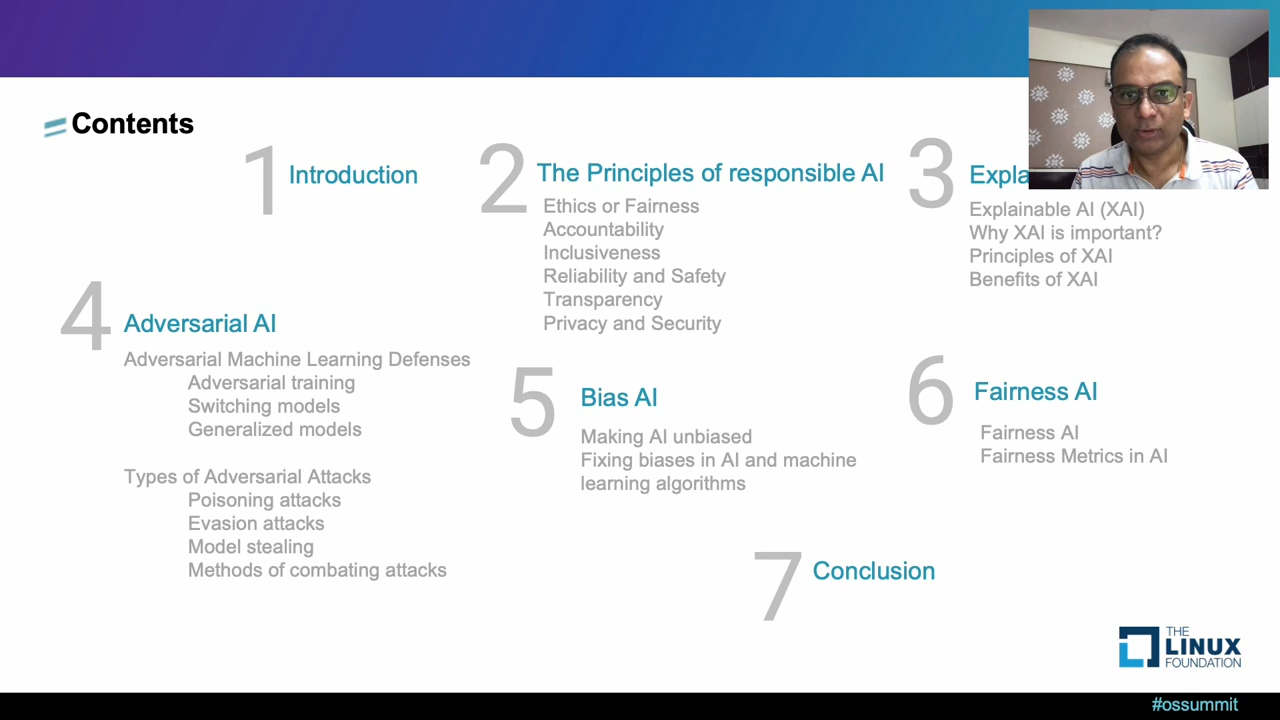 Contents
1 Introduction
2 The Principles of responsible AI
Ethics or Fairness
Accountability
Inclusiveness
Reliability and Safety
Transparency
Privacy and Security
3
Explainable AI (XAI)
Why XAI is important?
Principles of XAI
Benefits of XAI
4 Adversarial AI
Adversarial Machine Learning Defenses
Adversarial training
Switching models
Generalized models
Types of Adversarial Attacks
Poisoning attacks
Evasion attacks
Model stealing
Methods of combating attacks
5 Bias AI
Making AI unbiased
Fixing biases in AI and machine
learning algorithms
6 Fairness AI
Fairness AI
Fairness Metrics in AI
7 Conclusion
THE
LINUX
FOUNDATION
#ossummit